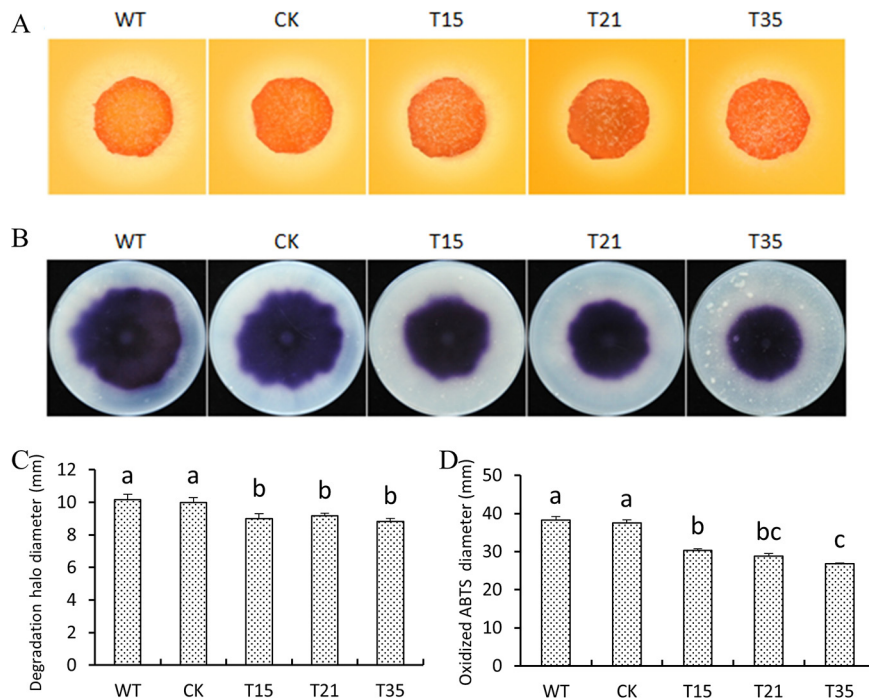 A
WT CK T15 T21 T35
B
WT CK T15 T21 T35
C
Degradation halo diameter (mm)
12
10
8
6
4
2
0
a a b b b
WT CK T15 T21 T35
D
Oxidized ABTS diameter (mm)
50
40
30
20
10
0
a a b bc c
WT CK T15 T21 T35